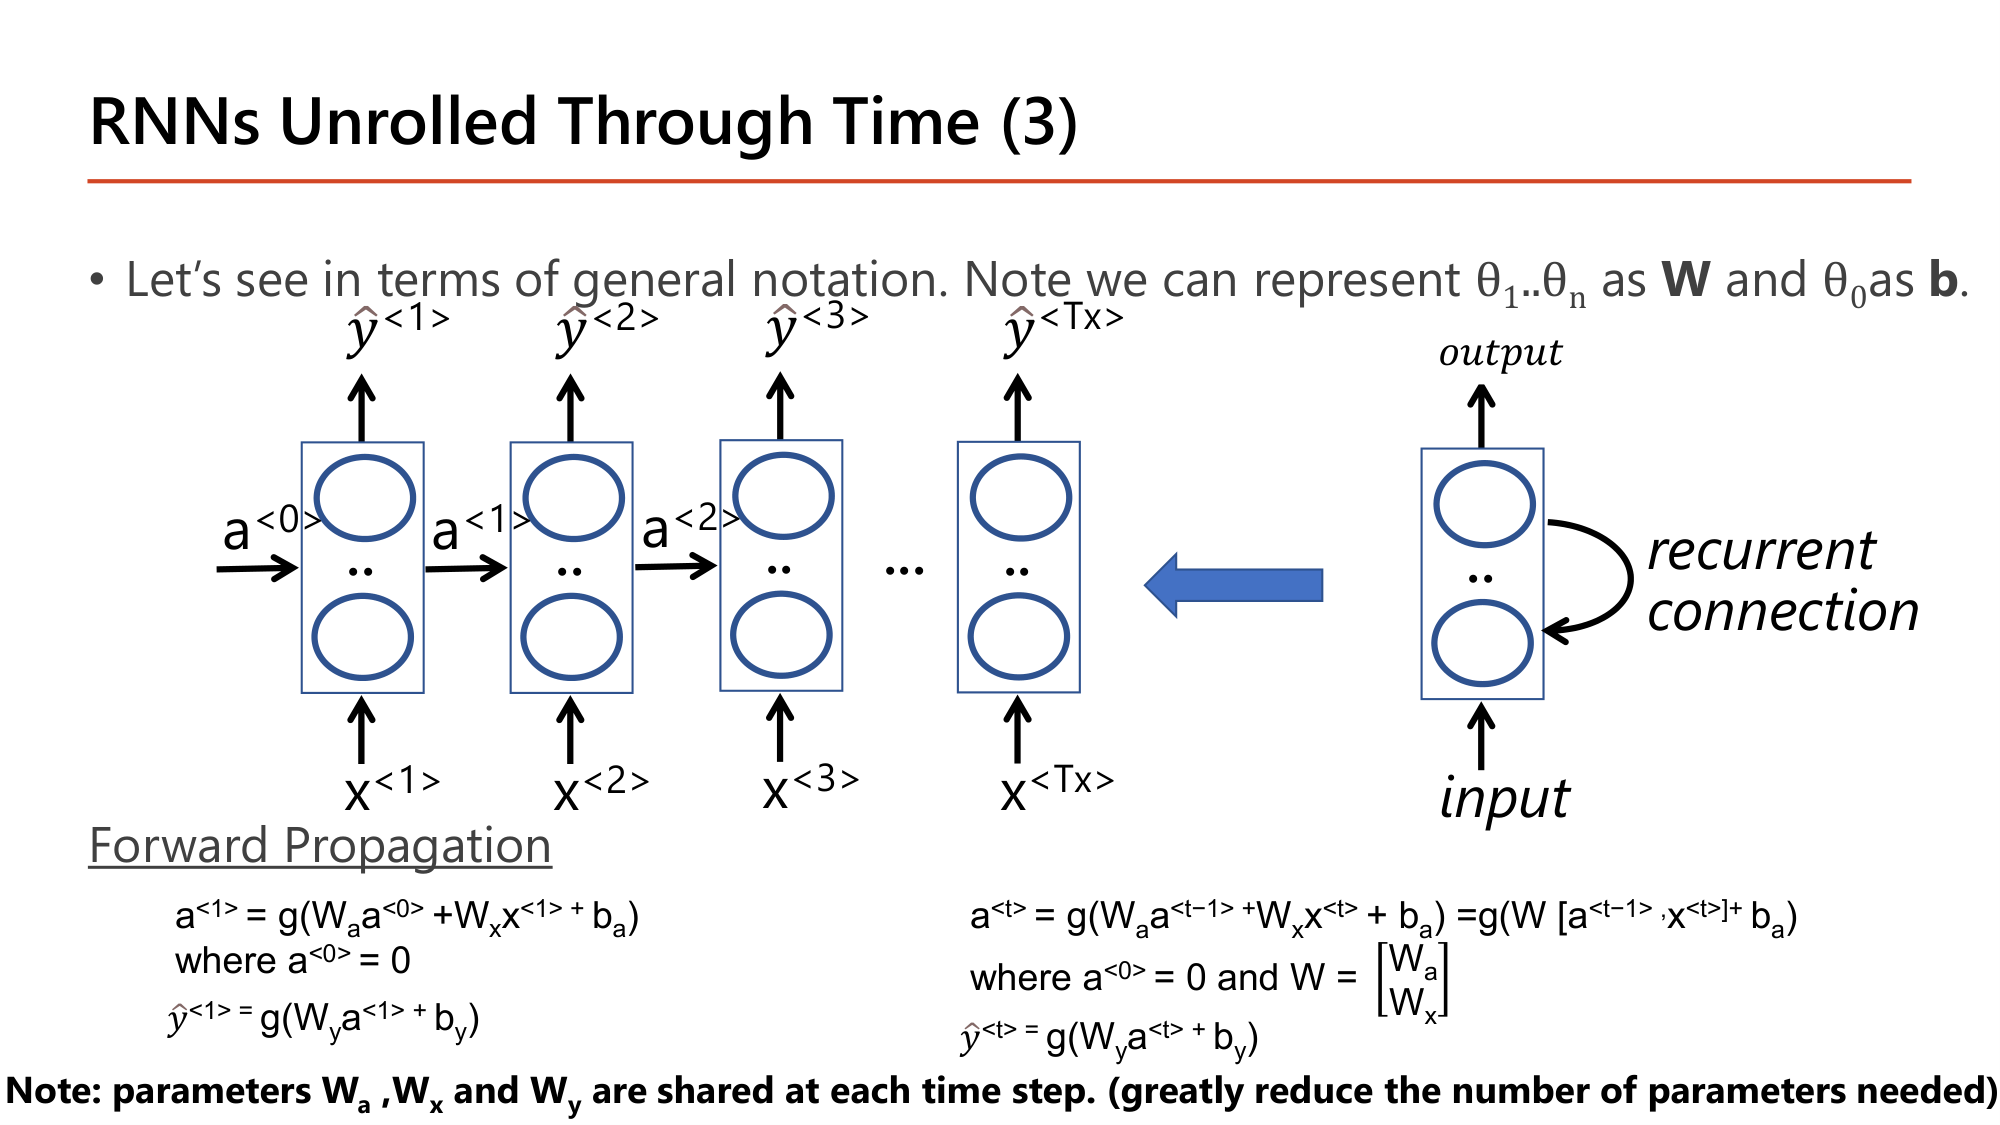 RNNs Unrolled Through Time (3)
• Let’s see in terms of general notation. Note we can represent θ₁..θₙ as W and θ₀as b.
ŷ<1> ŷ<2> ŷ<3> ŷ<Tx>
output
a<0> a<1> a<2>
.. .. .. ... .. ..
recurrent
connection
x<1> x<2> x<3> x<Tx>
input
Forward Propagation
a<1> = g(Wₐa<0> +Wₓx<1> + bₐ)
where a<0> = 0
ŷ<1> = g(Wya<1> + by)
a<t> = g(Wₐa<t−1> +Wₓx<t> + bₐ) =g(W [a<t−1> ,x<t>]+ bₐ)
where a<0> = 0 and W = [Wₐ Wₓ]
ŷ<t> = g(Wya<t> + by)
Note: parameters Wₐ ,Wₓ and Wy are shared at each time step. (greatly reduce the number of parameters needed)